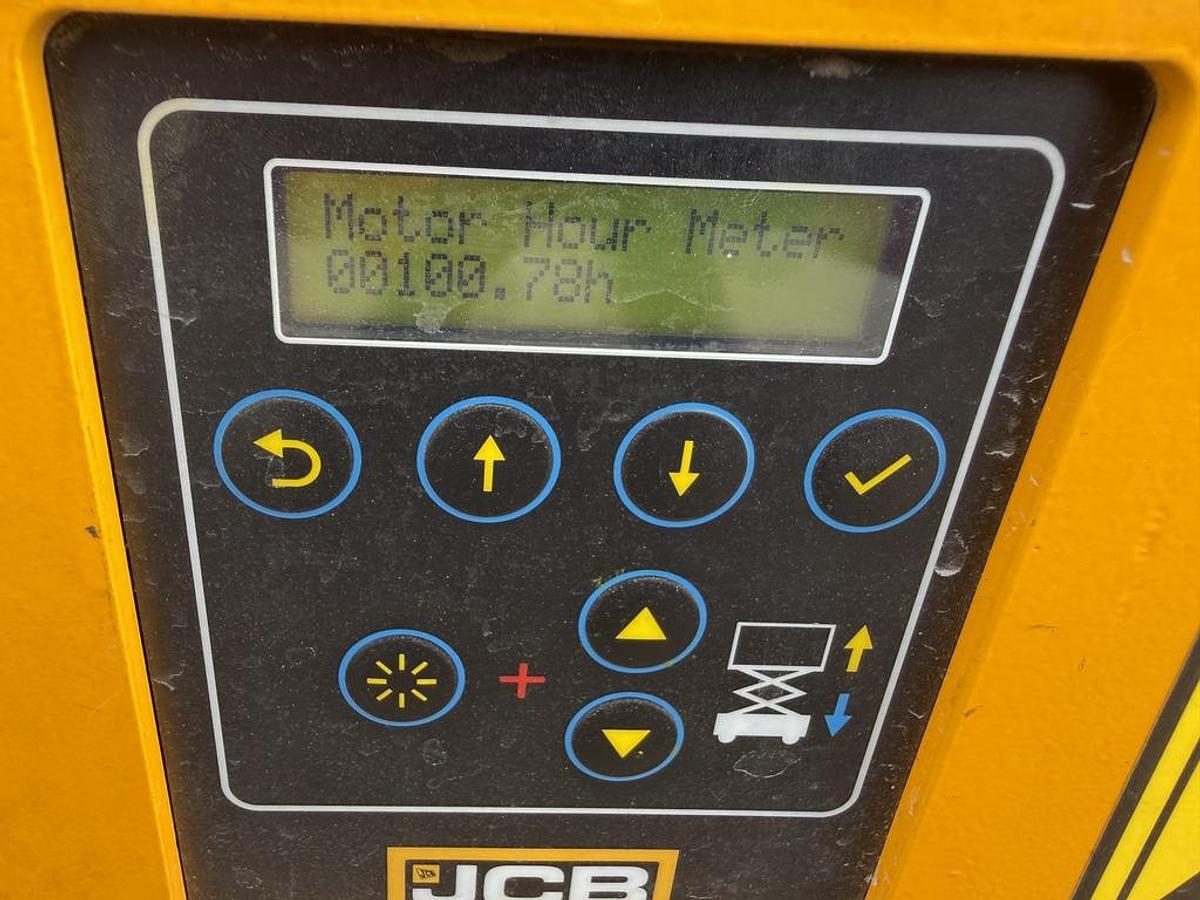 Motor Hour Meter
00100.78h
JCB